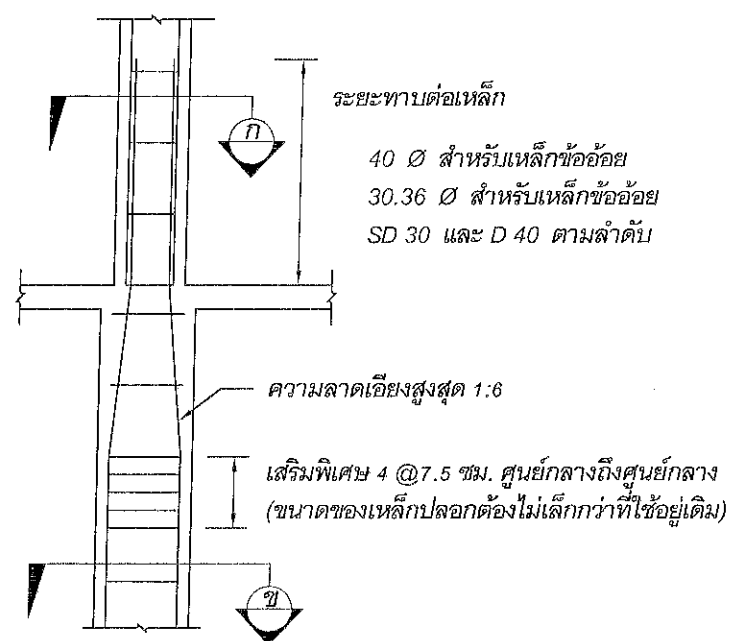 ระยะทาบต่อเหล็ก
ก
40 Ø สำหรับเหล็กข้ออ้อย
30.36 Ø สำหรับเหล็กข้ออ้อย
SD 30 และ D 40 ตามลำดับ
ความลาดเอียงสูงสุด 1:6
เสริมพิเศษ 4 @7.5 ซม. ศูนย์กลางถึงศูนย์กลาง
(ขนาดของเหล็กปลอกต้องไม่เล็กกว่าที่ใช้อยู่เดิม)
ข